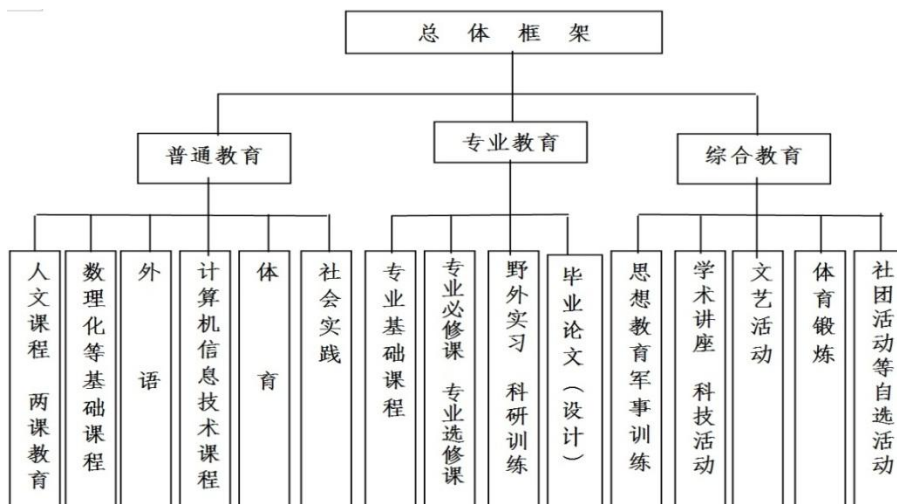 总体框架
普通教育
专业教育
综合教育
人文课程 两课教育
数理化等基础课程
外语
计算机信息技术课程
体育
社会实践
专业基础课程
专业必修课 专业选修课
野外实习 科研训练
毕业论文（设计）
思想教育军事训练
学术讲座 科技活动
文艺活动
体育锻炼
社团活动等自选活动